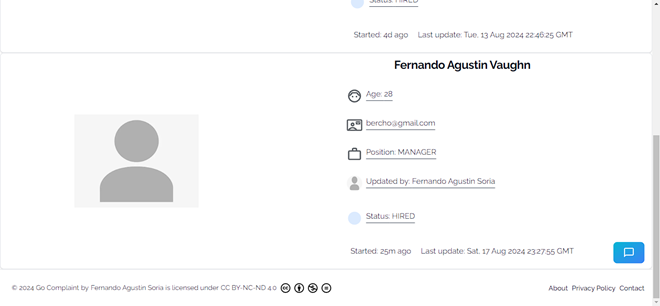 Status: HIRED
Started: 4d ago Last update: Tue, 13 Aug 2024 22:46:25 GMT
Fernando Agustin Vaughn
Age: 28
bercho@gmail.com
Position: MANAGER
Updated by: Fernando Agustin Soria
Status: HIRED
Started: 25m ago Last update: Sat, 17 Aug 2024 23:27:55 GMT
© 2024 Go Complaint by Fernando Agustin Soria is licensed under CC BY-NC-ND 4.0 About Privacy Policy Contact